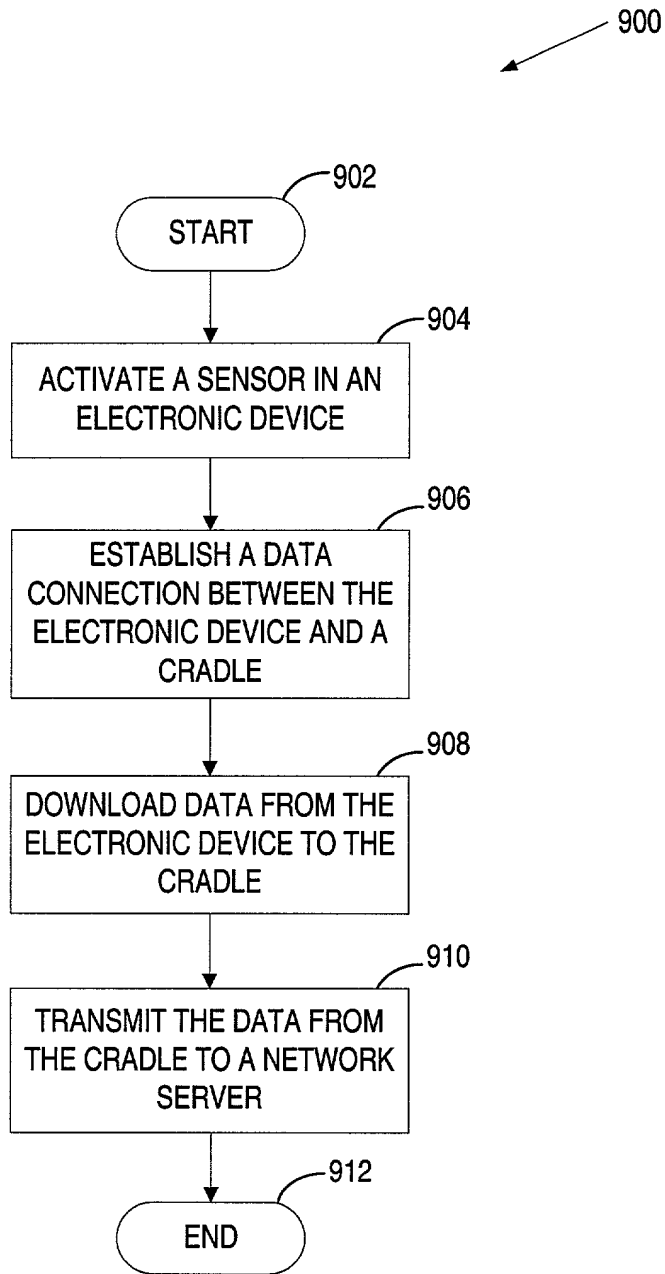 900
902
START
904
ACTIVATE A SENSOR IN AN
ELECTRONIC DEVICE
906
ESTABLISH A DATA
CONNECTION BETWEEN THE
ELECTRONIC DEVICE AND A
CRADLE
908
DOWNLOAD DATA FROM THE
ELECTRONIC DEVICE TO THE
CRADLE
910
TRANSMIT THE DATA FROM
THE CRADLE TO A NETWORK
SERVER
912
END